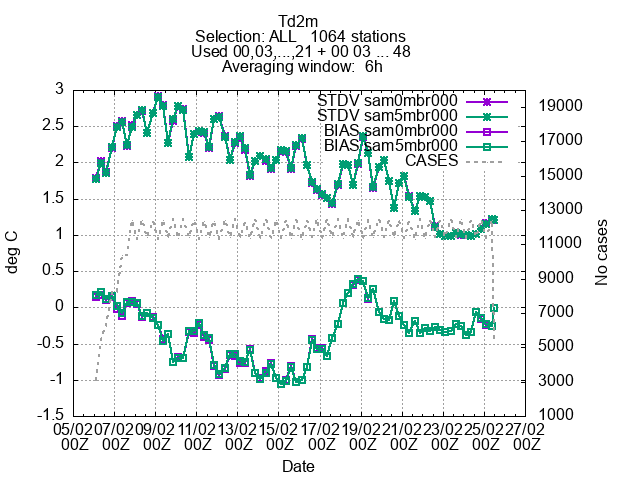 Td2m
Selection: ALL 1064 stations
Used 00,03,...,21 + 00 03 ... 48
Averaging window: 6h
STDV sam0mbr000
STDV sam5mbr000
BIAS sam0mbr000
BIAS sam5mbr000
CASES
3
2.5
2
1.5
1
0.5
0
-0.5
-1
-1.5
deg C
19000
17000
15000
13000
11000
9000
7000
5000
3000
1000
No cases
05/02 07/02 09/02 11/02 13/02 15/02 17/02 19/02 21/02 23/02 25/02 27/02
00Z 00Z 00Z 00Z 00Z 00Z 00Z 00Z 00Z 00Z 00Z 00Z
Date